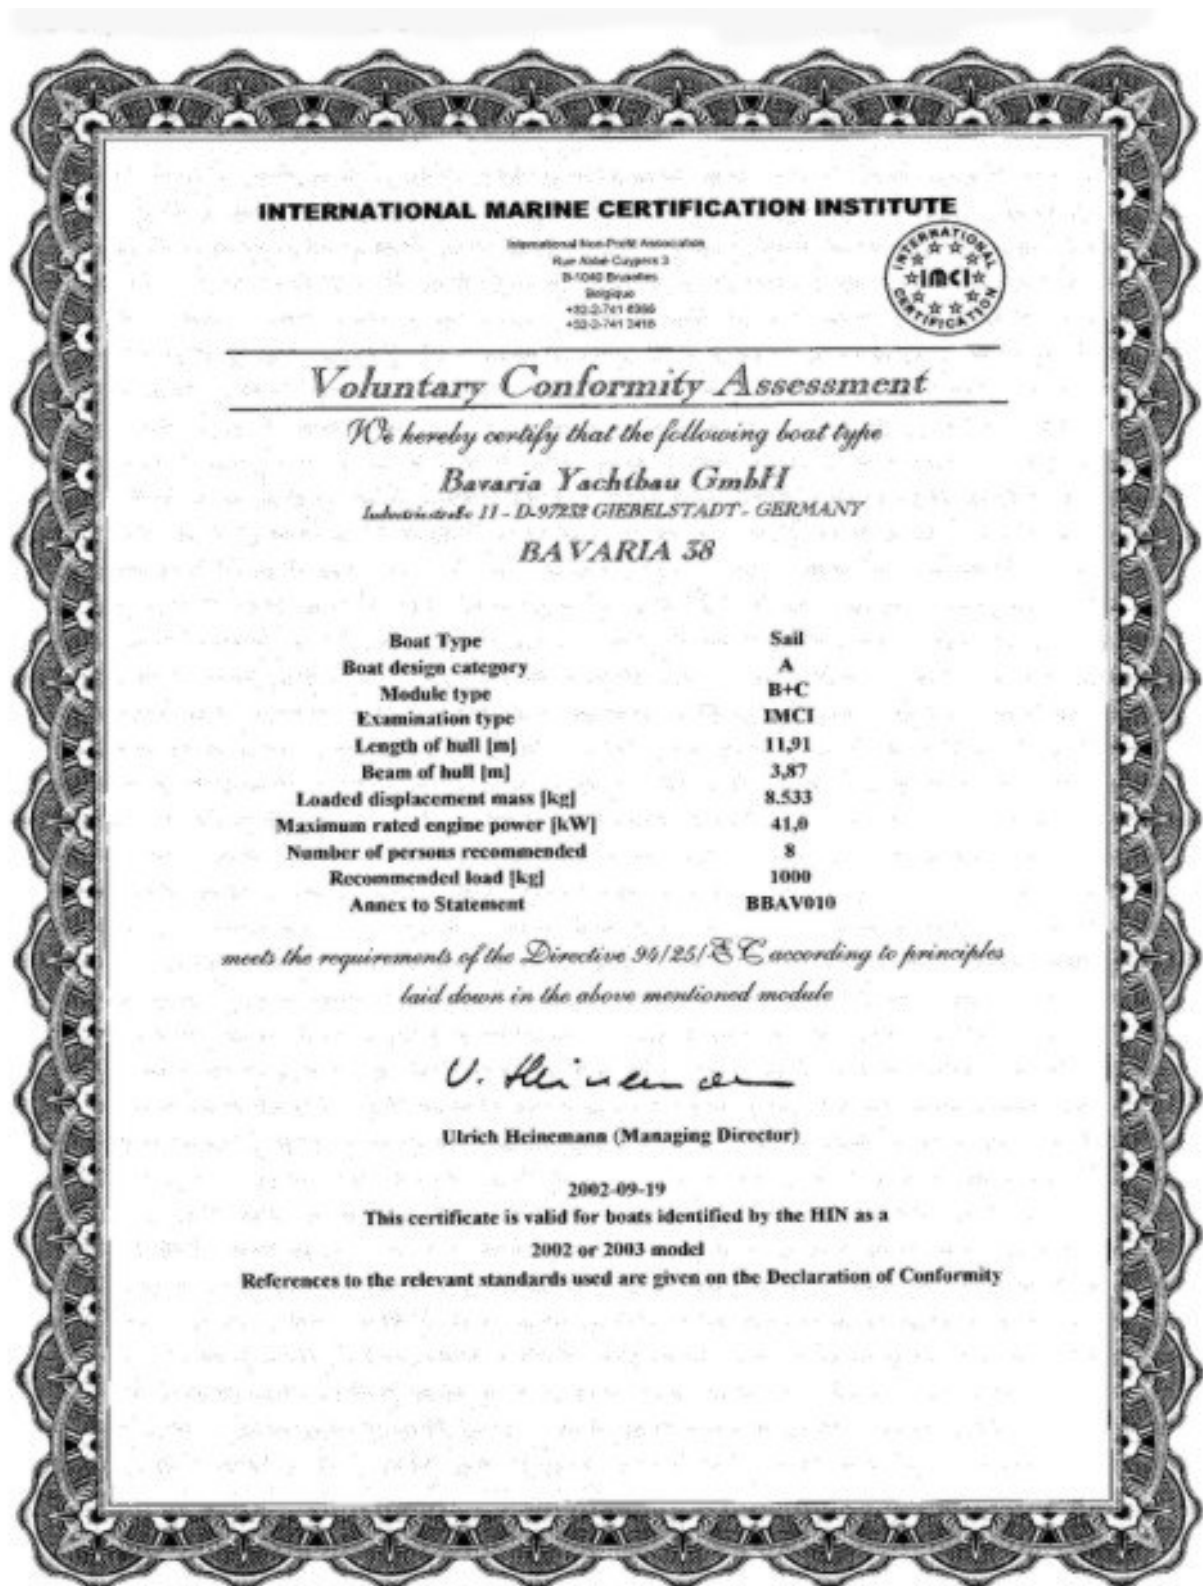 INTERNATIONAL MARINE CERTIFICATION INSTITUTE
International Non-Profit Association
Rue Abbé Cuypers 3
B-1040 Bruxelles
Belgique
INTERNATIONAL
IMCI
CERTIFICATION
Voluntary Conformity Assessment
We hereby certify that the following boat type
Bavaria Yachtbau GmbH
Industriestraße 11 - D-97232 GIEBELSTADT - GERMANY
BAVARIA 38
Boat Type Sail
Boat design category A
Module type B+C
Examination type IMCI
Length of hull [m] 11,91
Beam of hull [m] 3,87
Loaded displacement mass [kg] 8.533
Maximum rated engine power [kW] 41,0
Number of persons recommended 8
Recommended load [kg] 1000
Annex to Statement BBAV010
meets the requirements of the Directive 94/25/EC according to principles
laid down in the above mentioned module
U. Heinemann
Ulrich Heinemann (Managing Director)
2002-09-19
This certificate is valid for boats identified by the HIN as a
2002 or 2003 model
References to the relevant standards used are given on the Declaration of Conformity